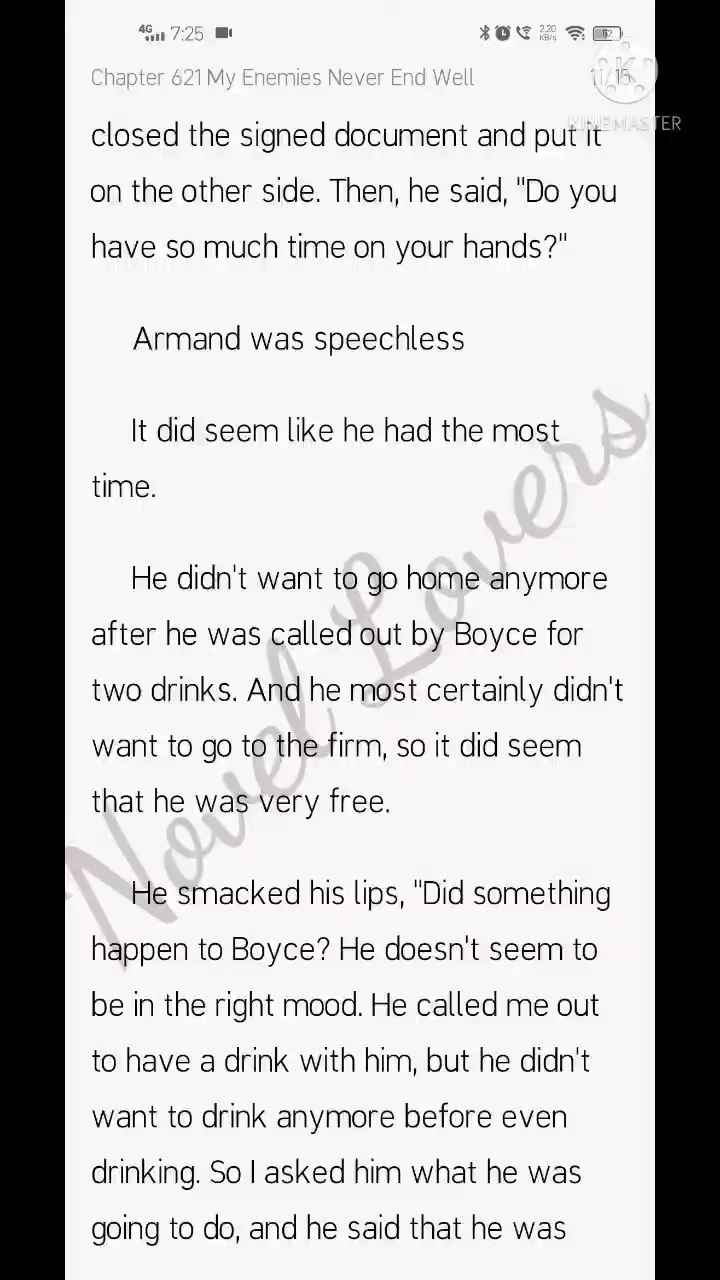 4G 7:25 2.20 KB/s 62
Chapter 621 My Enemies Never End Well 11/15
KINEMASTER
closed the signed document and put it
on the other side. Then, he said, "Do you
have so much time on your hands?"
Armand was speechless
It did seem like he had the most
time.
He didn't want to go home anymore
after he was called out by Boyce for
two drinks. And he most certainly didn't
want to go to the firm, so it did seem
that he was very free.
He smacked his lips, "Did something
happen to Boyce? He doesn't seem to
be in the right mood. He called me out
to have a drink with him, but he didn't
want to drink anymore before even
drinking. So I asked him what he was
going to do, and he said that he was
Novel Lovers